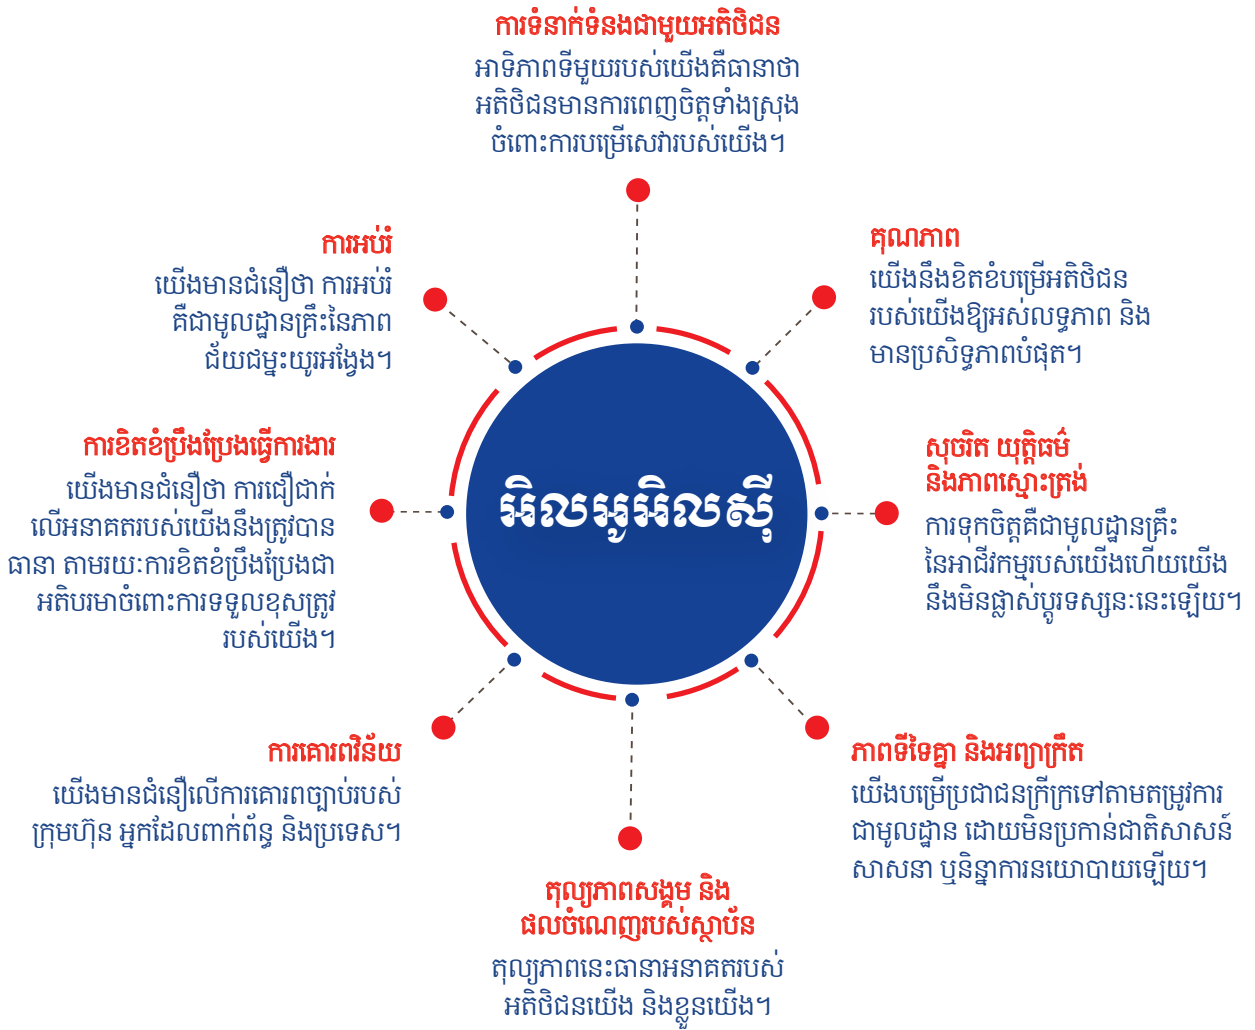 ការទំនាក់ទំនងជាមួយអតិថិជន
អាទិភាពទីមួយរបស់យើងគឺធានាថា
អតិថិជនមានការពេញចិត្តទាំងស្រុង
ចំពោះការបម្រើសេវារបស់យើង។
គុណភាព
យើងនឹងខិតខំបម្រើអតិថិជន
របស់យើងឱ្យអស់លទ្ធភាព និង
មានប្រសិទ្ធភាពបំផុត។
សុចរិត យុត្តិធម៌
និងភាពស្មោះត្រង់
ការទុកចិត្តគឺជាមូលដ្ឋានគ្រឹះ
នៃអាជីវកម្មរបស់យើងហើយយើង
នឹងមិនផ្លាស់ប្តូរទស្សនៈនេះឡើយ។
ភាពទីទៃគ្នា និងអព្យាក្រឹត
យើងបម្រើប្រជាជនក្រីក្រទៅតាមតម្រូវការ
ជាមូលដ្ឋាន ដោយមិនប្រកាន់ជាតិសាសន៍
សាសនា ឬនិន្នាការនយោបាយឡើយ។
តុល្យភាពសង្គម និង
ផលចំណេញរបស់ស្ថាប័ន
តុល្យភាពនេះធានាអនាគតរបស់
អតិថិជនយើង និងខ្លួនយើង។
ការគោរពវិន័យ
យើងមានជំនឿលើការគោរពច្បាប់របស់
ក្រុមហ៊ុន អ្នកដែលពាក់ព័ន្ធ និងប្រទេស។
ការខិតខំប្រឹងប្រែងធ្វើការងារ
យើងមានជំនឿថា ការជឿជាក់
លើអនាគតរបស់យើងនឹងត្រូវបាន
ធានា តាមរយៈការខិតខំប្រឹងប្រែងជា
អតិបរមាចំពោះការទទួលខុសត្រូវ
របស់យើង។
ការអប់រំ
យើងមានជំនឿថា ការអប់រំ
គឺជាមូលដ្ឋានគ្រឹះនៃភាព
ជ័យជម្នះយូរអង្វែង។
អិលអូអិលស៊ី